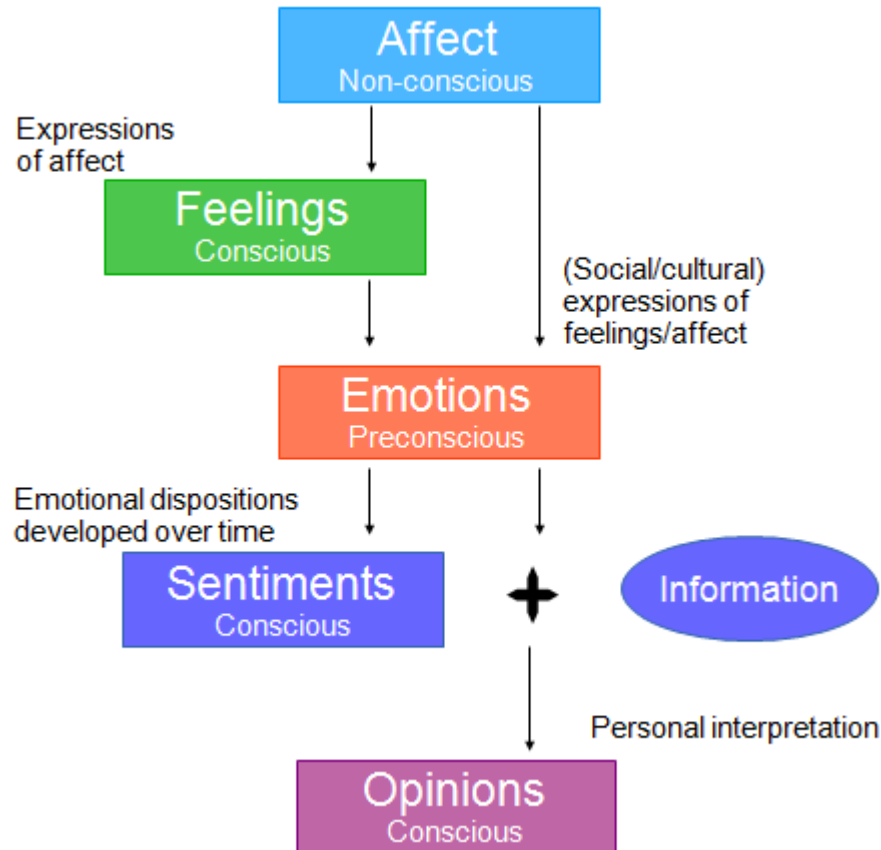 Affect
Non-conscious
Expressions
of affect
Feelings
Conscious
(Social/cultural)
expressions of
feelings/affect
Emotions
Preconscious
Emotional dispositions
developed over time
Sentiments
Conscious
Information
Personal interpretation
Opinions
Conscious